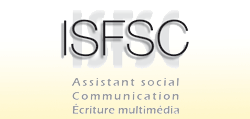 ISFSC
Assistant social
Communication
Écriture multimédia